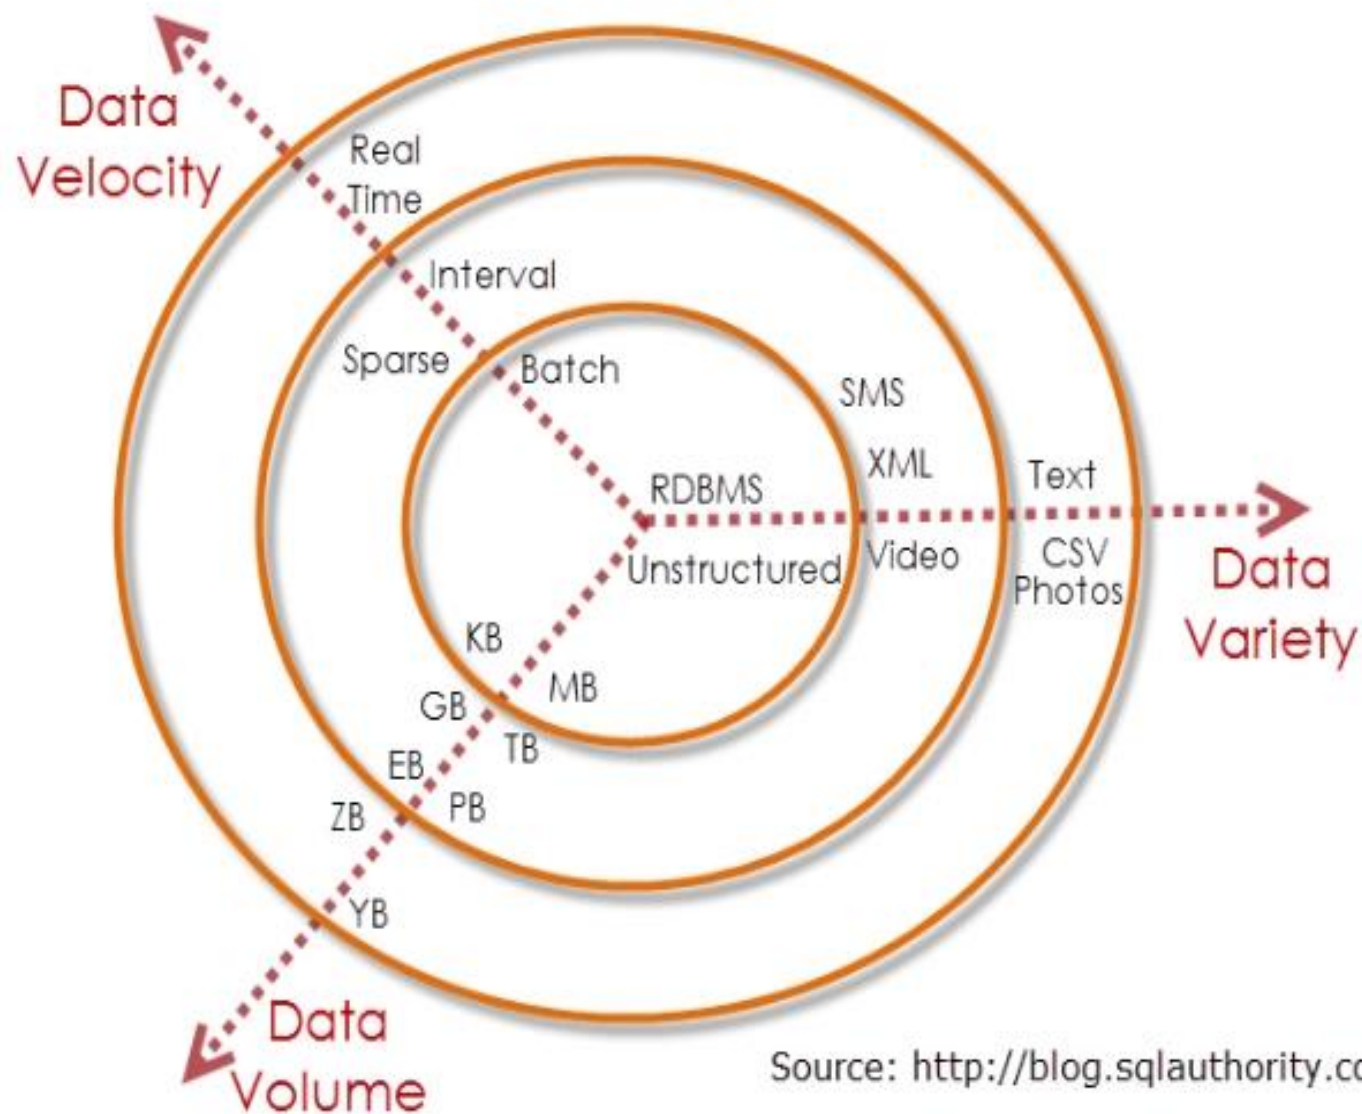 Data
Velocity
Real
Time
Interval
Sparse
Batch
SMS
XML
RDBMS
Text
Unstructured
Video
CSV
Photos
Data
Variety
KB
MB
GB
TB
EB
PB
ZB
YB
Data
Volume
Source: http://blog.sqlauthority.co